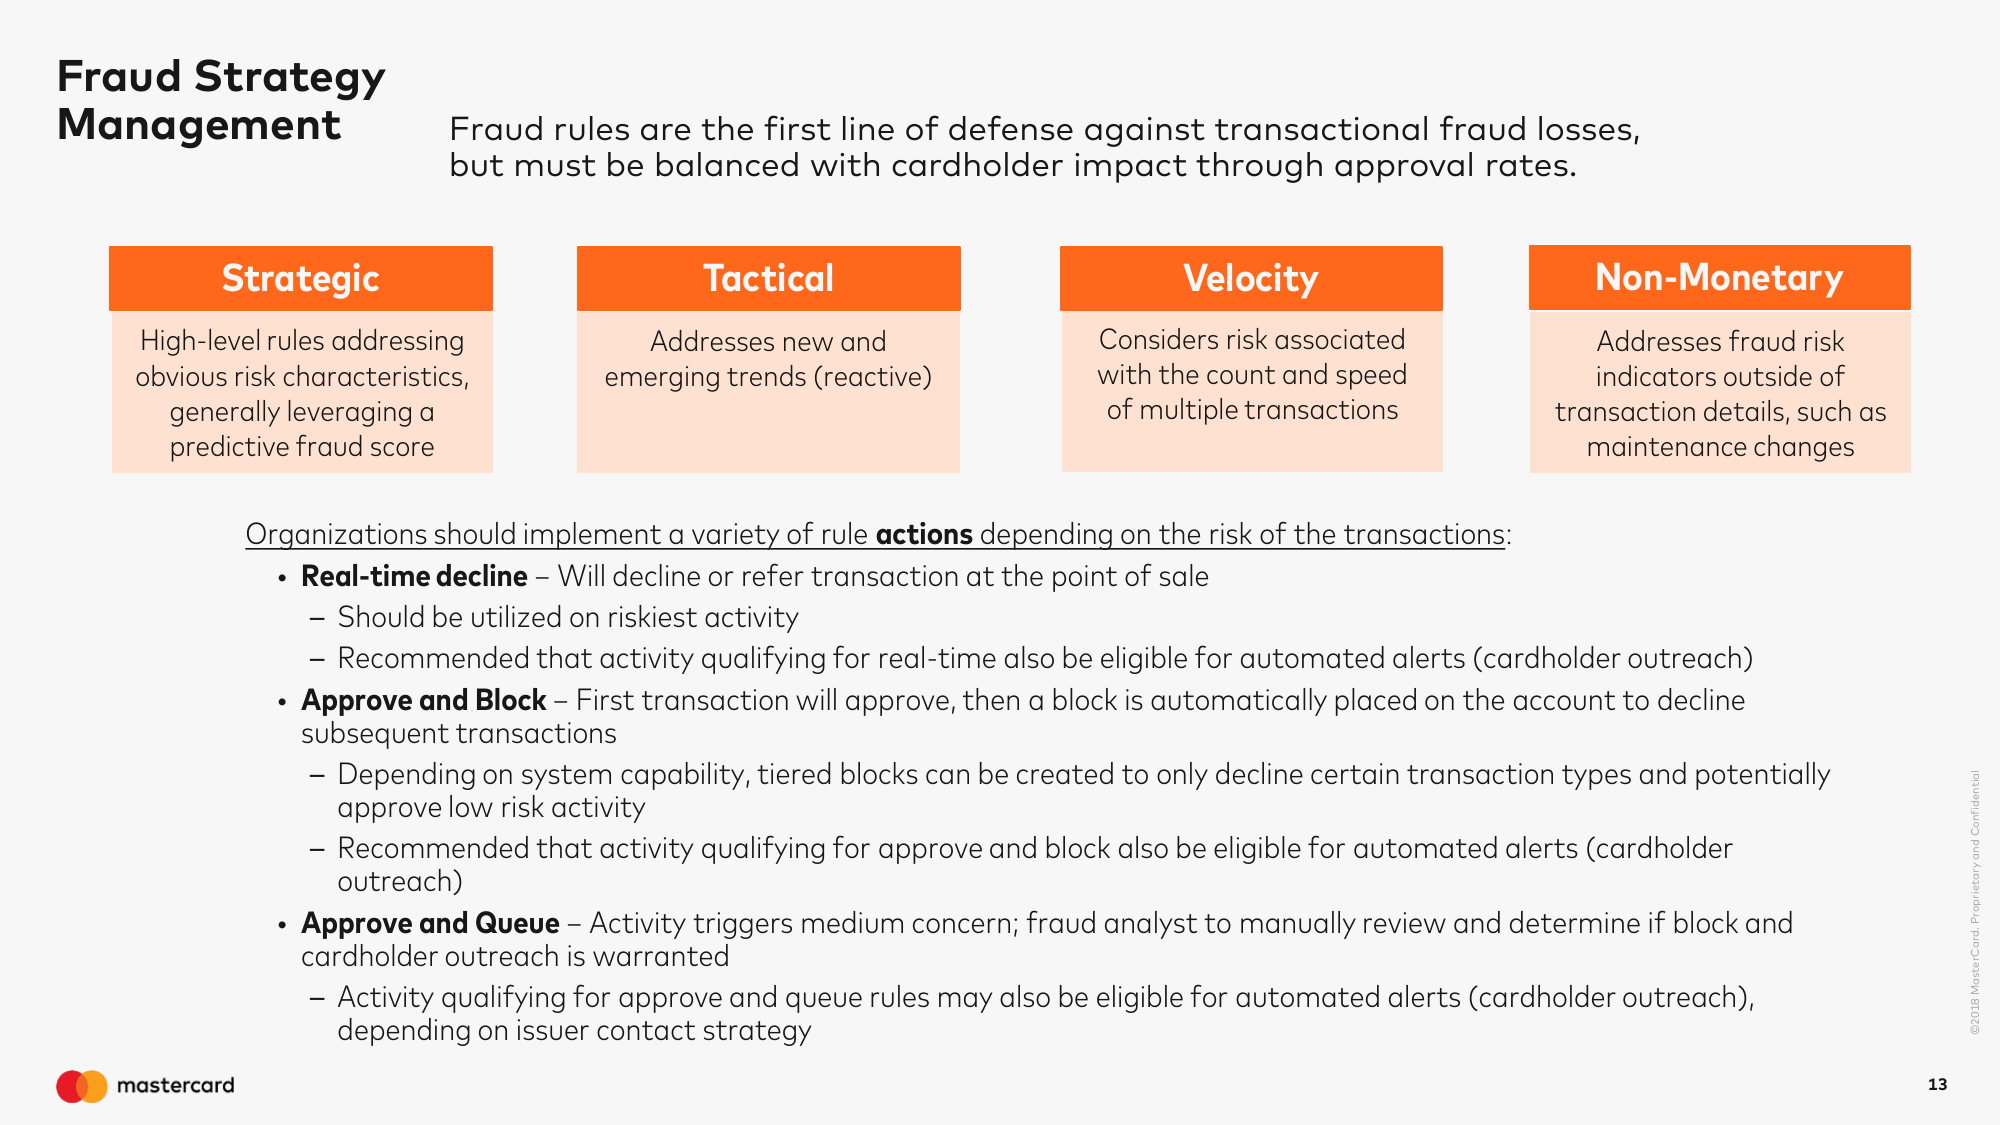 Fraud Strategy
Management
Fraud rules are the first line of defense against transactional fraud losses,
but must be balanced with cardholder impact through approval rates.
Strategic
High-level rules addressing
obvious risk characteristics,
generally leveraging a
predictive fraud score
Tactical
Addresses new and
emerging trends (reactive)
Velocity
Considers risk associated
with the count and speed
of multiple transactions
Non-Monetary
Addresses fraud risk
indicators outside of
transaction details, such as
maintenance changes
Organizations should implement a variety of rule actions depending on the risk of the transactions:
• Real-time decline – Will decline or refer transaction at the point of sale
– Should be utilized on riskiest activity
– Recommended that activity qualifying for real-time also be eligible for automated alerts (cardholder outreach)
• Approve and Block – First transaction will approve, then a block is automatically placed on the account to decline
subsequent transactions
– Depending on system capability, tiered blocks can be created to only decline certain transaction types and potentially
approve low risk activity
– Recommended that activity qualifying for approve and block also be eligible for automated alerts (cardholder
outreach)
• Approve and Queue – Activity triggers medium concern; fraud analyst to manually review and determine if block and
cardholder outreach is warranted
– Activity qualifying for approve and queue rules may also be eligible for automated alerts (cardholder outreach),
depending on issuer contact strategy
©2018 MasterCard. Proprietary and Confidential
mastercard
13